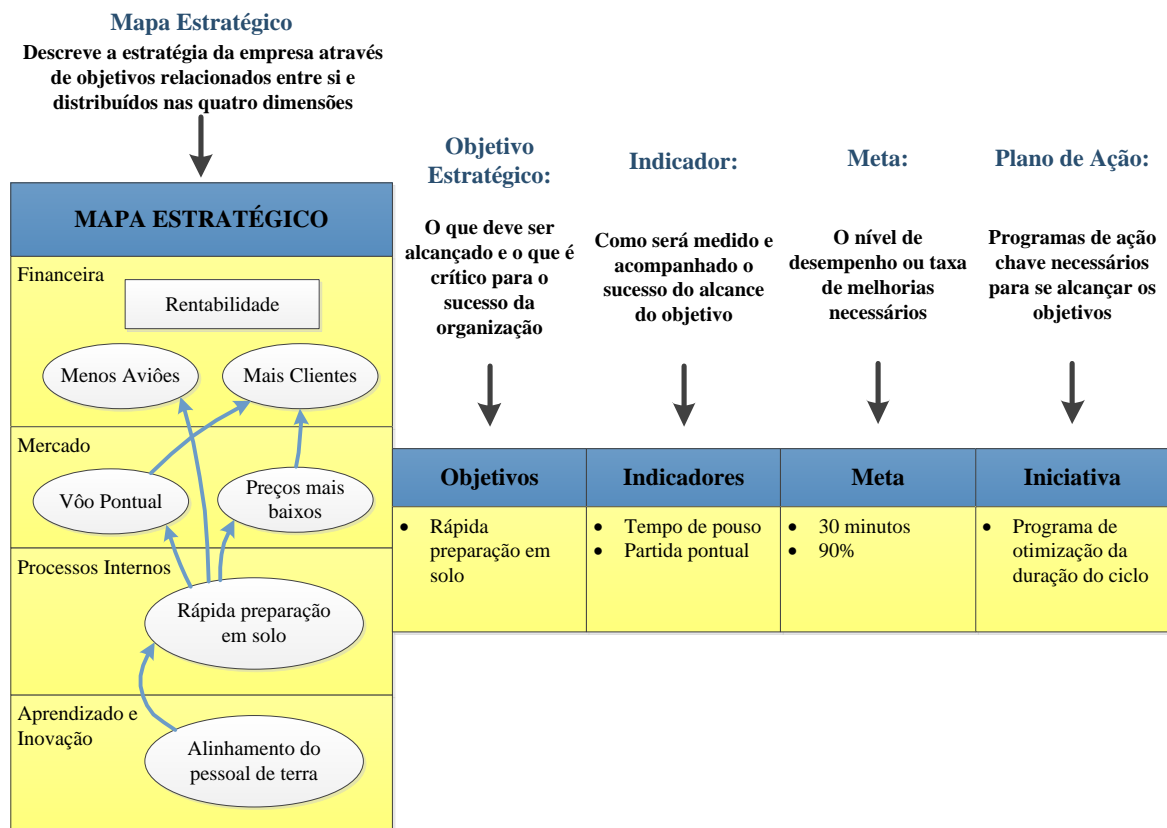 Mapa Estratégico
Descreve a estratégia da empresa através
de objetivos relacionados entre si e
distribuídos nas quatro dimensões
MAPA ESTRATÉGICO
Financeira
Rentabilidade
Menos Aviôes
Mais Clientes
Mercado
Vôo Pontual
Preços mais
baixos
Processos Internos
Rápida preparação
em solo
Aprendizado e
Inovação
Alinhamento do
pessoal de terra
Objetivo
Estratégico:
O que deve ser
alcançado e o que é
crítico para o
sucesso da
organização
Indicador:
Como será medido e
acompanhado o
sucesso do alcance
do objetivo
Meta:
O nível de
desempenho ou taxa
de melhorias
necessários
Plano de Ação:
Programas de ação
chave necessários
para se alcançar os
objetivos
Objetivos
Indicadores
Meta
Iniciativa
• Rápida
preparação em
solo
• Tempo de pouso
• Partida pontual
• 30 minutos
• 90%
• Programa de
otimização da
duração do ciclo